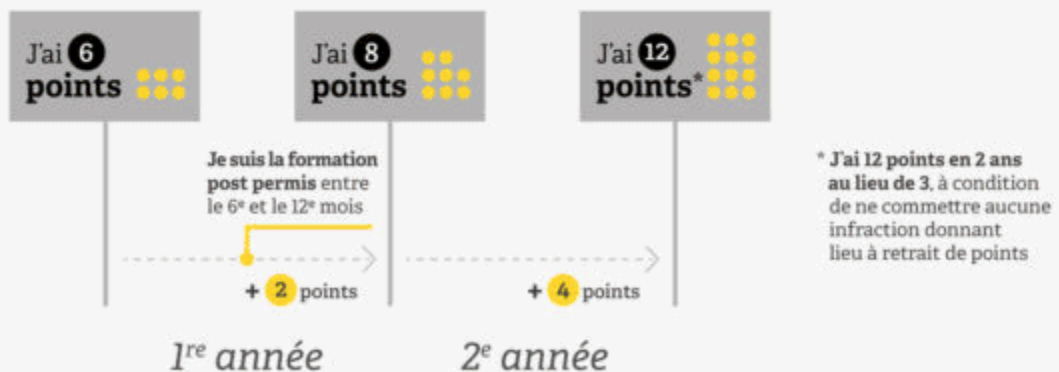 J'ai 6
points
J'ai 8
points
J'ai 12
points*
Je suis la formation
post permis entre
le 6e et le 12e mois
+ 2 points
+ 4 points
* J'ai 12 points en 2 ans
au lieu de 3, à condition
de ne commettre aucune
infraction donnant
lieu à retrait de points
1re année
2e année